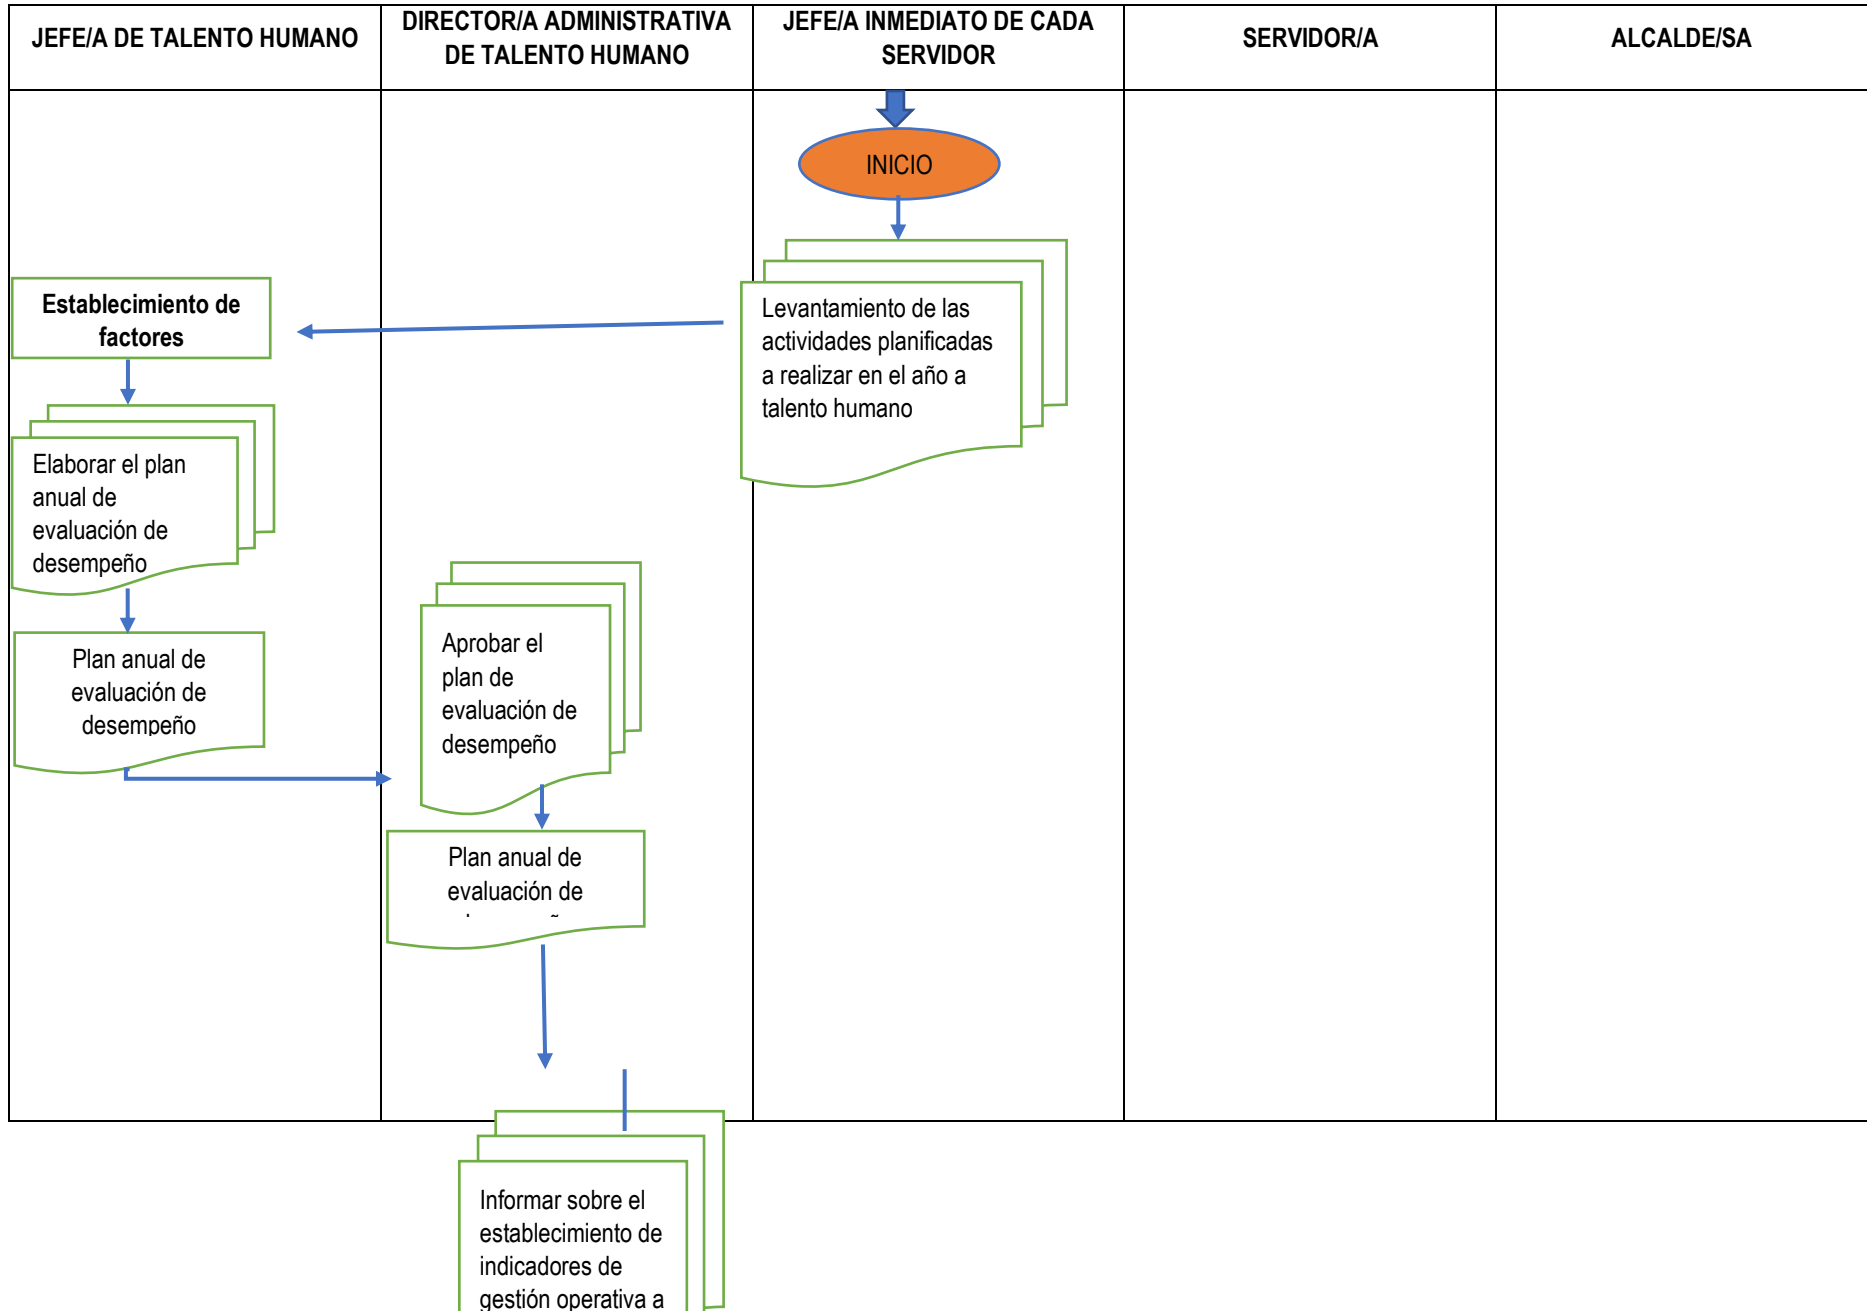 JEFE/A DE TALENTO HUMANO
DIRECTOR/A ADMINISTRATIVA
DE TALENTO HUMANO
JEFE/A INMEDIATO DE CADA
SERVIDOR
SERVIDOR/A
ALCALDE/SA
INICIO
Levantamiento de las
actividades planificadas
a realizar en el año a
talento humano
Establecimiento de
factores
Elaborar el plan
anual de
evaluación de
desempeño
Plan anual de
evaluación de
desempeño
Aprobar el
plan de
evaluación de
desempeño
Plan anual de
evaluación de
Informar sobre el
establecimiento de
indicadores de
gestión operativa a